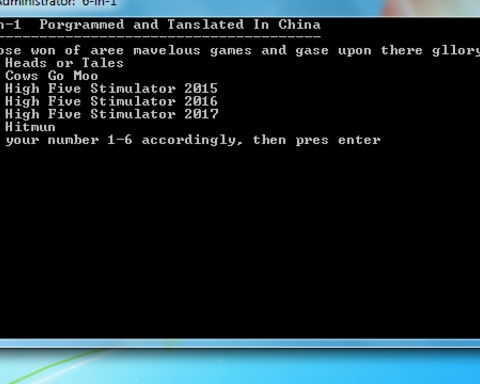 Administrator: 6-in-1
n-1 Porgrammed and Tanslated In China
ose won of aree mavelous games and gase upon there gllory
Heads or Tales
Cows Go Moo
High Five Stimulator 2015
High Five Stimulator 2016
High Five Stimulator 2017
Hitmun
your number 1-6 accordingly, then pres enter